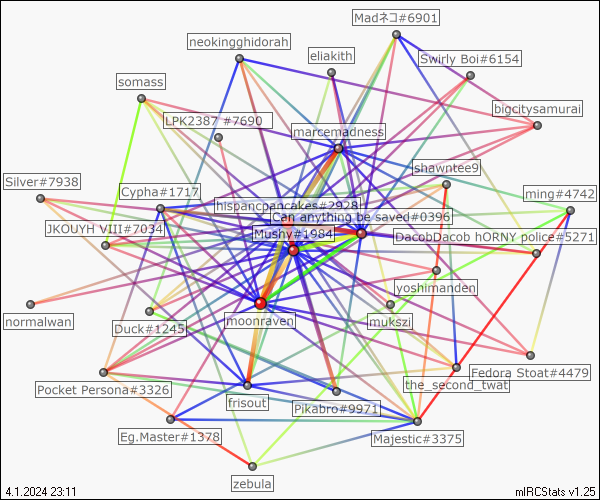 Madネコ#6901
neokingghidorah
eliakith
Swirly Boi#6154
somass
bigcitysamurai
LPK2387 #7690
marcemadness
shawntee9
Silver#7938
Cypha#1717
ming#4742
hispancpancakes#2928
Can anything be saved#0396
JKOUYH VIII#7034
Mushy#1984
DacobDacob hORNY police#5271
yoshimanden
normalwan
Duck#1245
moonraven
mukszi
Fedora Stoat#4479
the_second_twat
Pocket Persona#3326
frisout
Pikabro#9971
Eg.Master#1378
Majestic#3375
zebula
4.1.2024 23:11
mIRCStats v1.25